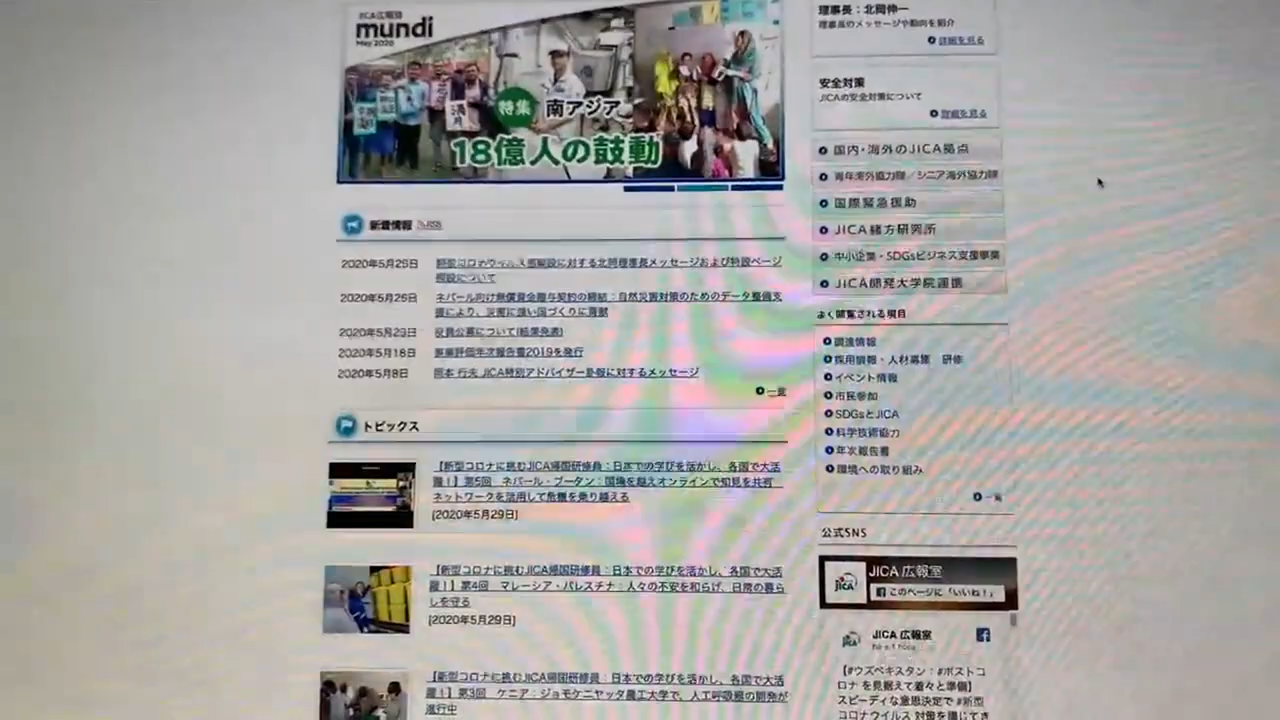 JICA広報誌
mundi
May 2020
特集 南アジア
18億人の鼓動
新着情報
2020年5月25日 新型コロナウイルス感染症に対する北岡理事長メッセージおよび特設ページ
開設について
2020年5月26日 ネパール向け無償資金贈与契約の締結：自然災害対策のためのデータ整備支
援により、災害に強い国づくりに貢献
2020年5月29日 役員公募について(結果発表)
2020年5月18日 事業評価年次報告書2019を発行
2020年5月8日 岡本 行夫 JICA特別アドバイザー訃報に対するメッセージ
一覧
トピックス
【新型コロナに挑むJICA帰国研修員：日本での学びを活かし、各国で大活
躍！】第5回 ネパール・ブータン：国境を越えオンラインで知見を共有
ネットワークを活用して危機を乗り越える
[2020年5月29日]
【新型コロナに挑むJICA帰国研修員：日本での学びを活かし、各国で大活
躍！】第4回 マレーシア・パレスチナ：人々の不安を和らげ、日常の暮ら
しを守る
[2020年5月29日]
【新型コロナに挑むJICA帰国研修員：日本での学びを活かし、各国で大活
躍！】第3回 ケニア：ジョモケニヤッタ農工大学で、人工呼吸器の開発が
進行中
理事長：北岡伸一
理事長のメッセージや動向を紹介
詳細を見る
安全対策
JICAの安全対策について
詳細を見る
国内・海外のJICA拠点
青年海外協力隊／シニア海外協力隊
国際緊急援助
JICA緒方研究所
中小企業・SDGsビジネス支援事業
JICA開発大学院連携
よく閲覧される項目
調達情報
採用情報・人材募集 研修
イベント情報
市民参加
SDGsとJICA
科学技術協力
年次報告書
環境への取り組み
一覧
公式SNS
JICA
JICA 広報室
このページに「いいね！」
JICA
JICA 広報室
【#ウズベキスタン：#ポストコ
ロナ を見据えて着々と準備】
スピーディな意思決定で #新型
コロナウイルス 対策を講じてき